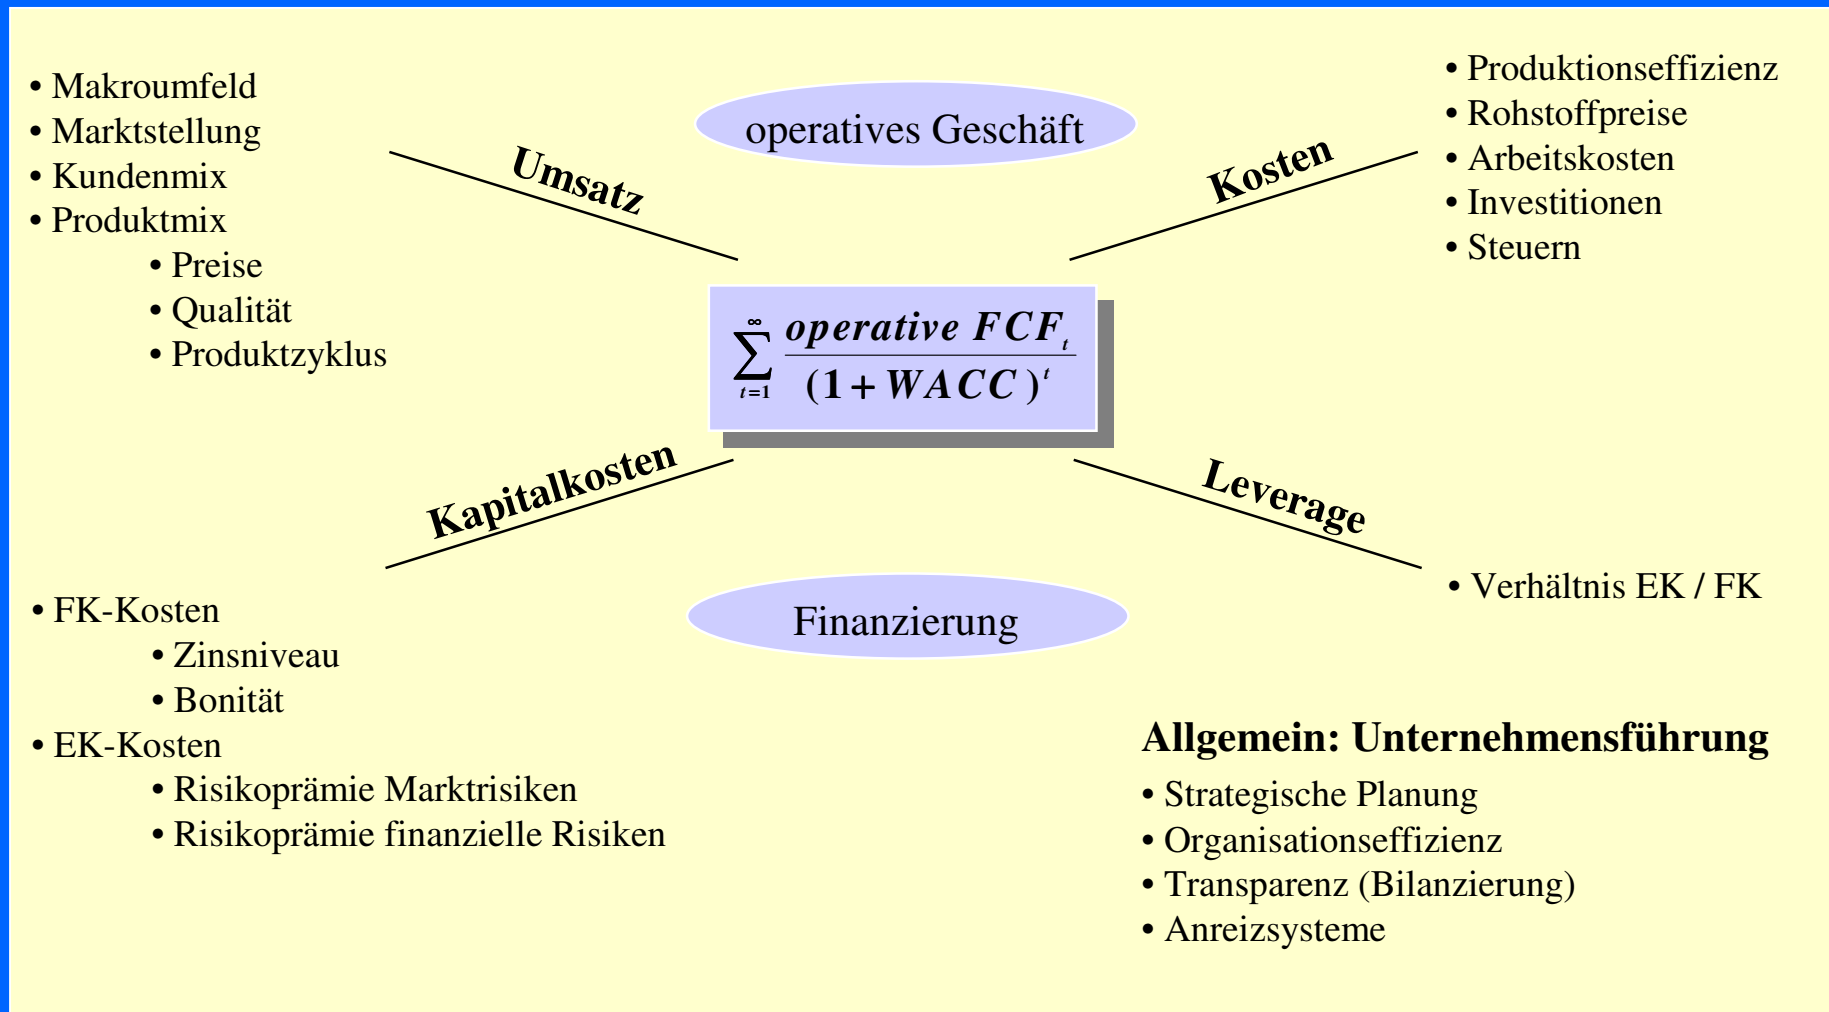 • Makroumfeld
• Marktstellung
• Kundenmix
• Produktmix
• Preise
• Qualität
• Produktzyklus
Umsatz
operatives Geschäft
Kosten
• Produktionseffizienz
• Rohstoffpreise
• Arbeitskosten
• Investitionen
• Steuern
∞
∑ operative FCF_t
t=1 (1 + WACC )^t
Kapitalkosten
Leverage
• FK-Kosten
• Zinsniveau
• Bonität
• EK-Kosten
• Risikoprämie Marktrisiken
• Risikoprämie finanzielle Risiken
Finanzierung
• Verhältnis EK / FK
Allgemein: Unternehmensführung
• Strategische Planung
• Organisationseffizienz
• Transparenz (Bilanzierung)
• Anreizsysteme